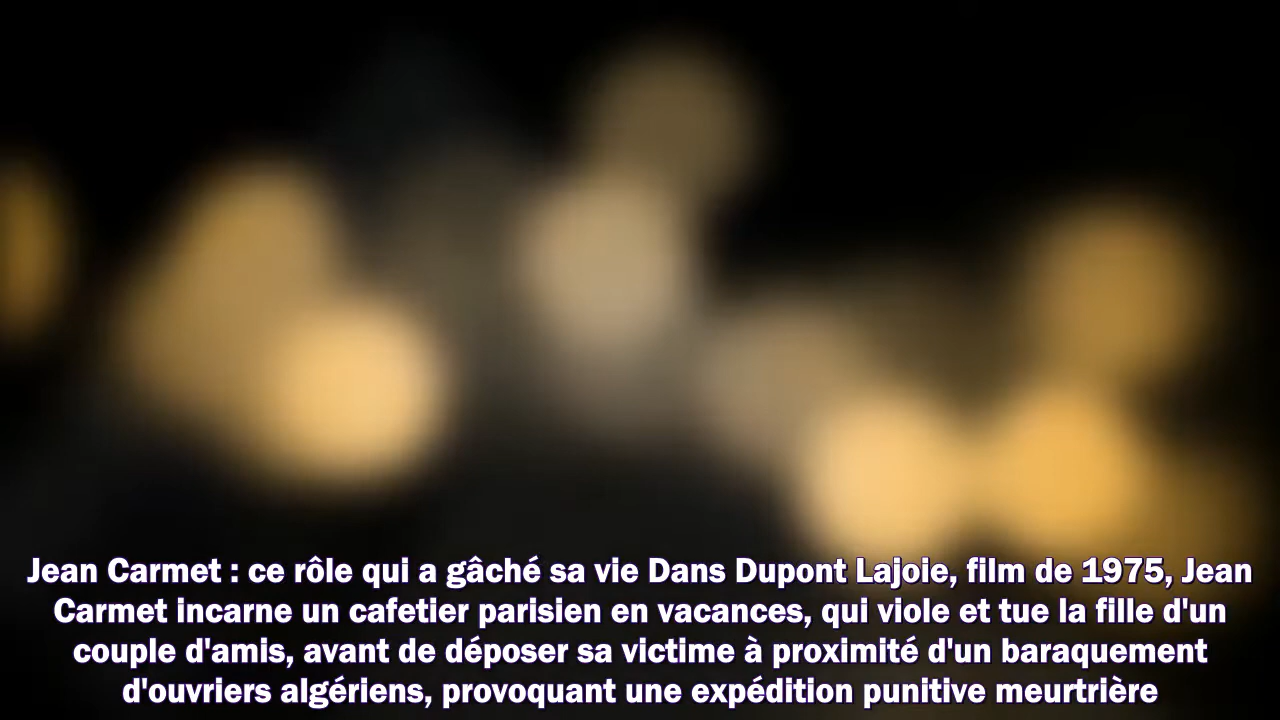 Jean Carmet : ce rôle qui a gâché sa vie Dans Dupont Lajoie, film de 1975, Jean
Carmet incarne un cafetier parisien en vacances, qui viole et tue la fille d'un
couple d'amis, avant de déposer sa victime à proximité d'un baraquement
d'ouvriers algériens, provoquant une expédition punitive meurtrière